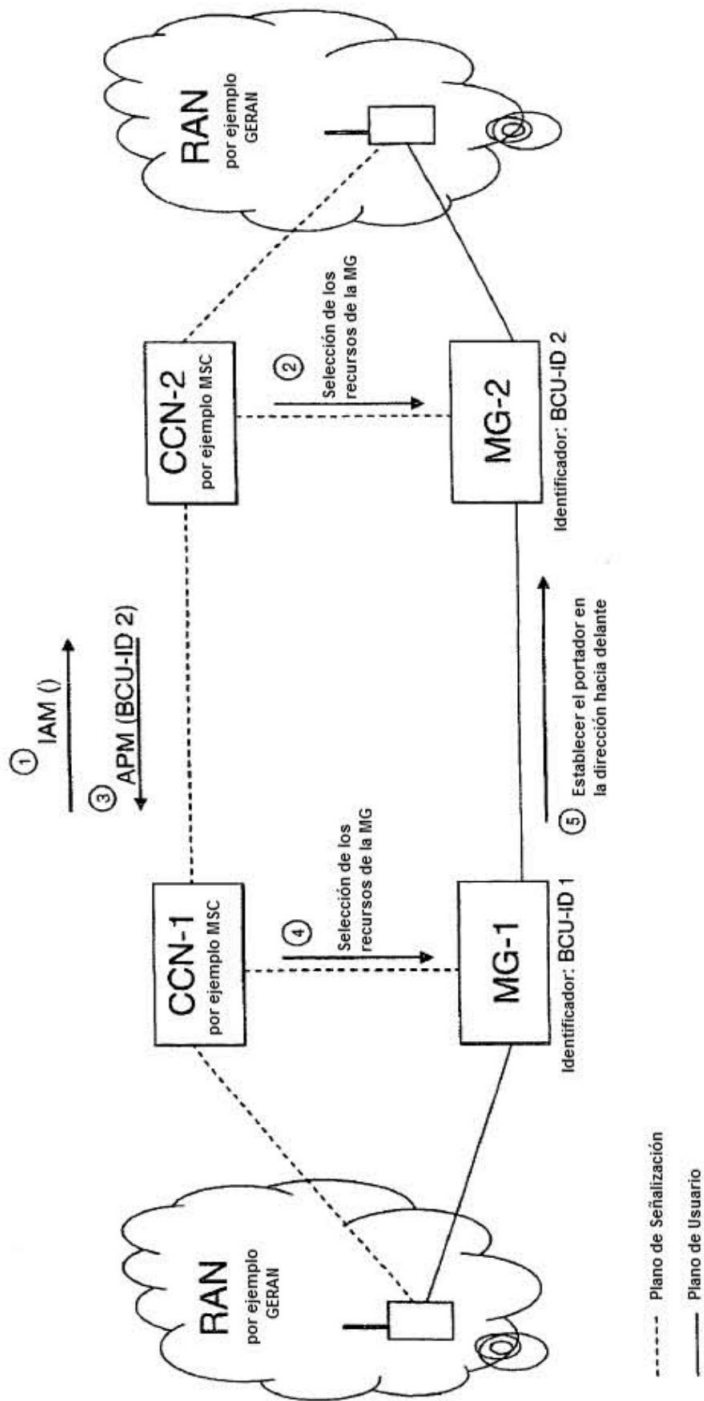 1
IAM ()
3
APM (BCU-ID 2)
RAN
por ejemplo
GERAN
CCN-1
por ejemplo MSC
CCN-2
por ejemplo MSC
RAN
por ejemplo
GERAN
4
Selección de los
recursos de la MG
2
Selección de los
recursos de la MG
MG-1
Identificador: BCU-ID 1
MG-2
Identificador: BCU-ID 2
5
Establecer el portador en
la dirección hacia delante
Plano de Señalización
Plano de Usuario